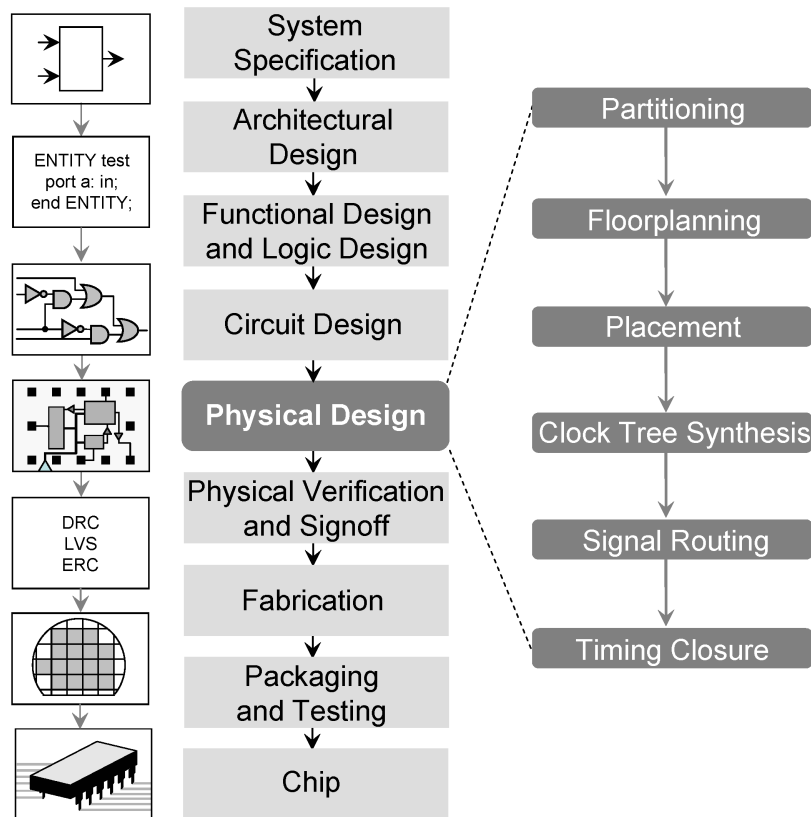 System
Specification
Architectural
Design
Functional Design
and Logic Design
Circuit Design
Physical Design
Physical Verification
and Signoff
Fabrication
Packaging
and Testing
Chip
ENTITY test
port a: in;
end ENTITY;
DRC
LVS
ERC
Partitioning
Floorplanning
Placement
Clock Tree Synthesis
Signal Routing
Timing Closure